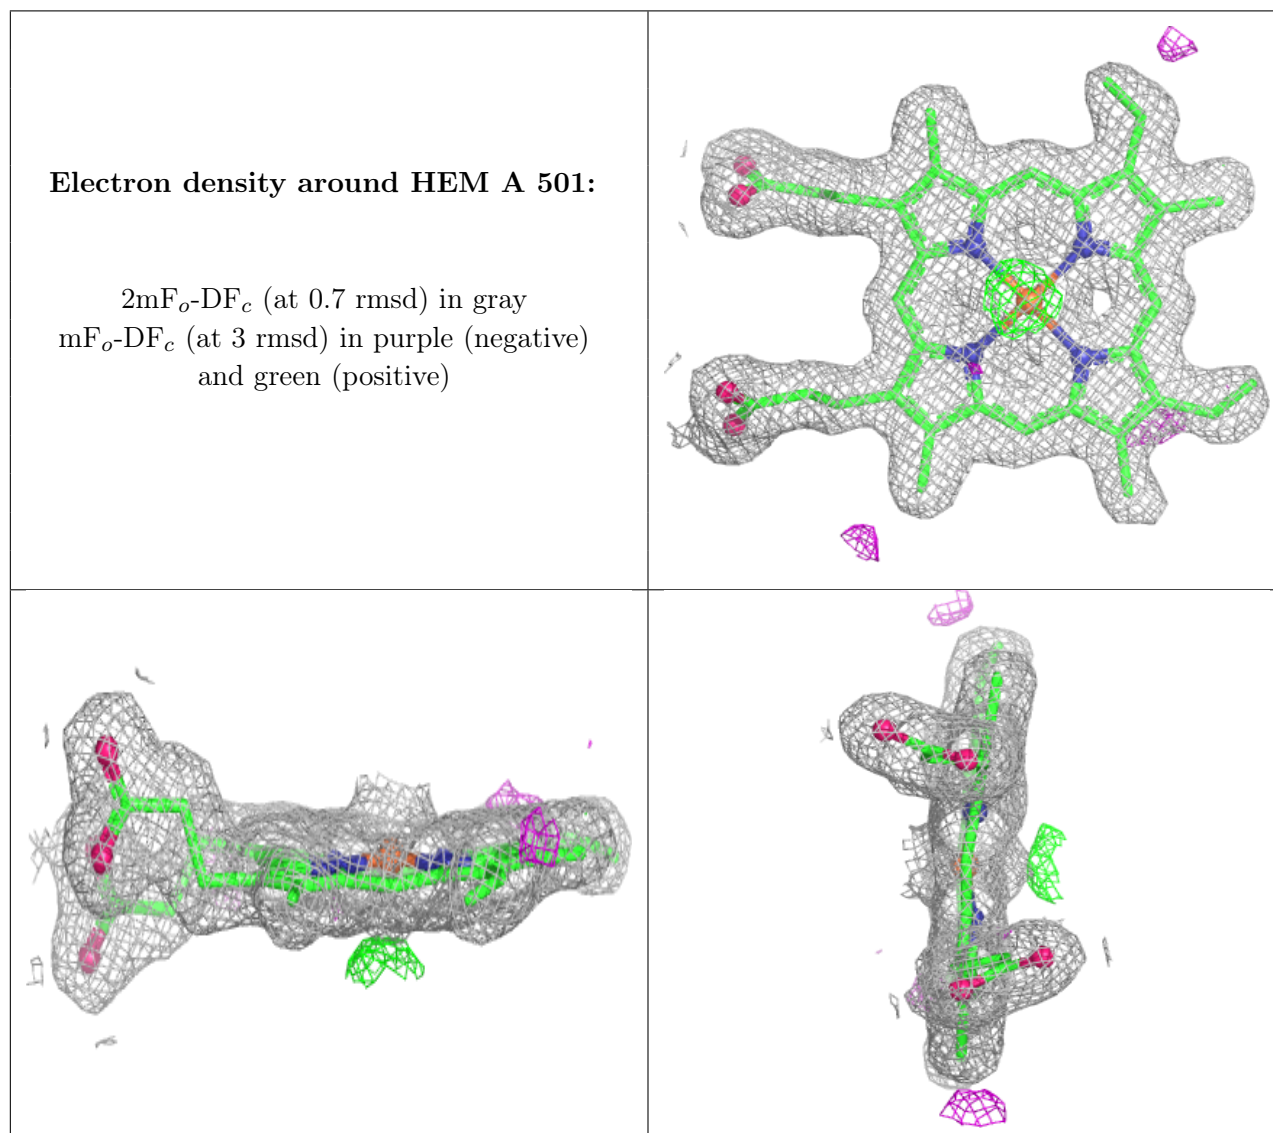 Electron density around HEM A 501:
2mFₒ-DF𝒸 (at 0.7 rmsd) in gray
mFₒ-DF𝒸 (at 3 rmsd) in purple (negative)
and green (positive)